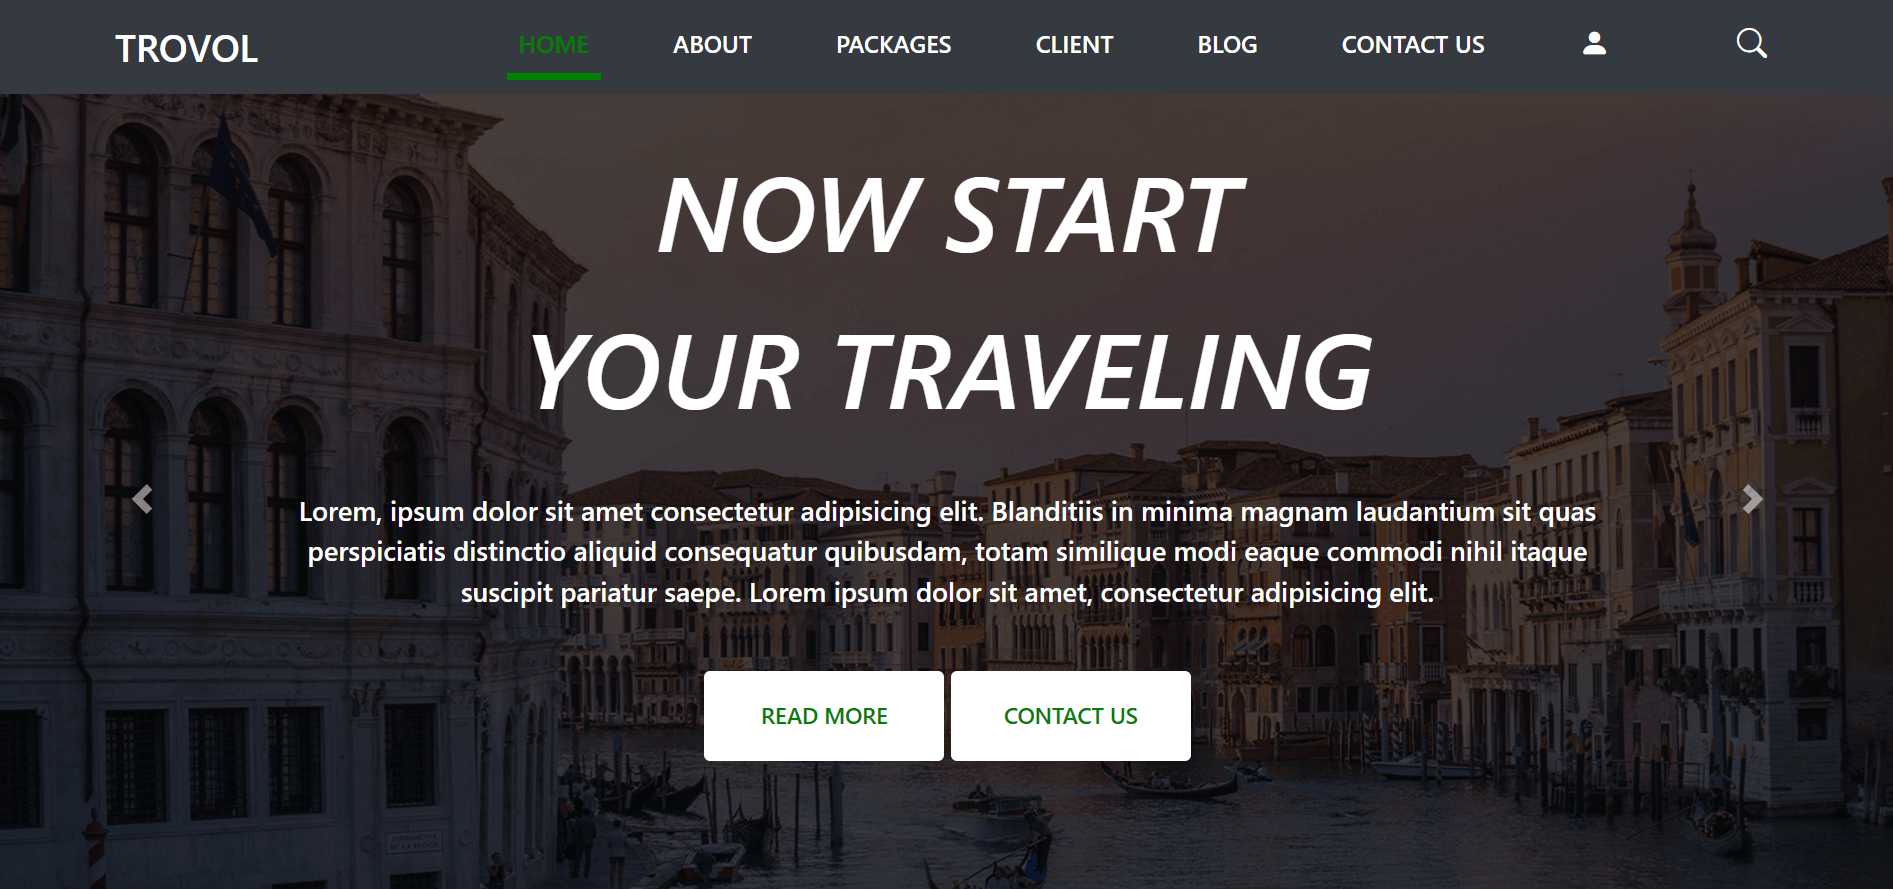 TROVOL
HOME ABOUT PACKAGES CLIENT BLOG CONTACT US
NOW START
YOUR TRAVELING
Lorem, ipsum dolor sit amet consectetur adipisicing elit. Blanditiis in minima magnam laudantium sit quas
perspiciatis distinctio aliquid consequatur quibusdam, totam similique modi eaque commodi nihil itaque
suscipit pariatur saepe. Lorem ipsum dolor sit amet, consectetur adipisicing elit.
READ MORE CONTACT US